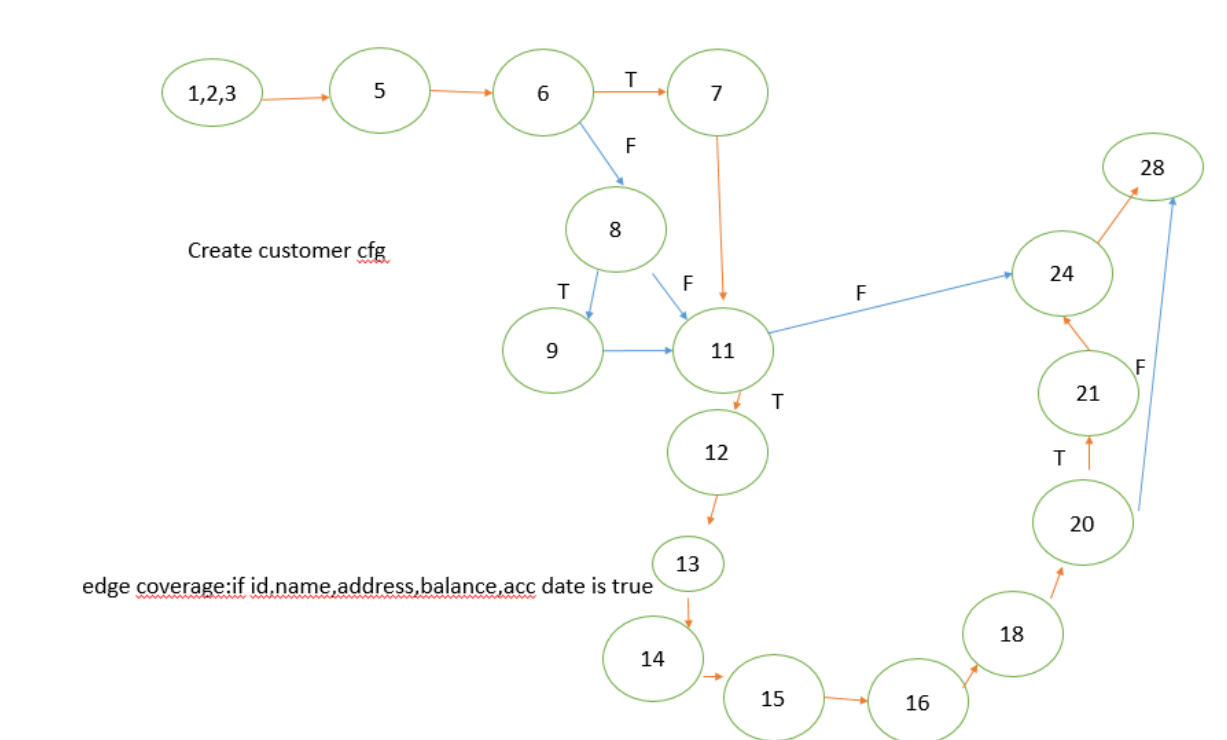 1,2,3
5
6
T
7
F
28
8
Create customer cfg
24
T
F
F
9
11
F
21
T
12
T
20
13
edge coverage:if id,name,address,balance,acc date is true
18
14
15
16